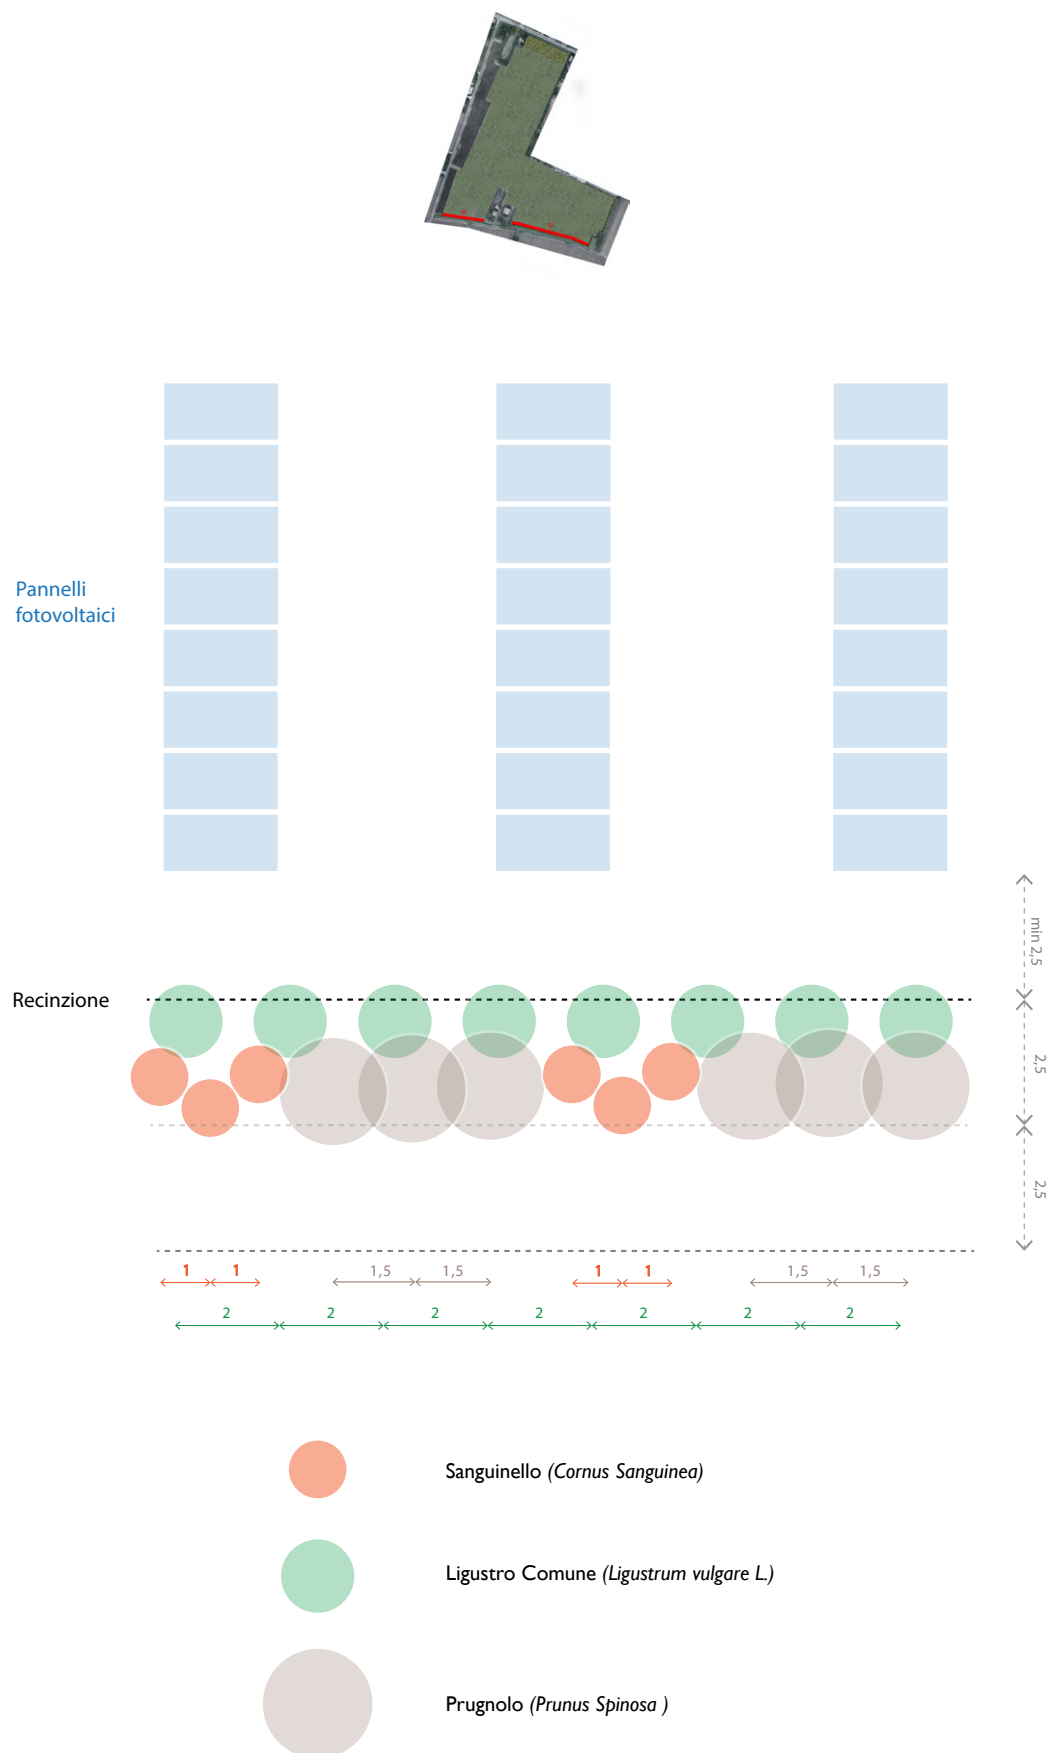 Pannelli
fotovoltaici
min 2,5
Recinzione
2,5
2,5
1 1 1,5 1,5 1 1 1,5 1,5
2 2 2 2 2 2 2
Sanguinello (Cornus Sanguinea)
Ligustro Comune (Ligustrum vulgare L.)
Prugnolo (Prunus Spinosa )